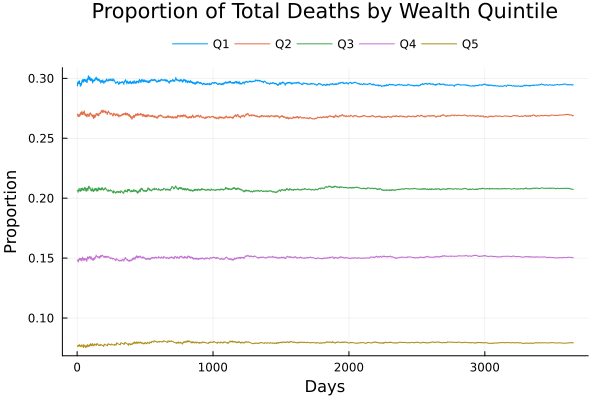 Proportion of Total Deaths by Wealth Quintile
Q1 Q2 Q3 Q4 Q5
0.30
0.25
0.20
0.15
0.10
Proportion
0 1000 2000 3000
Days